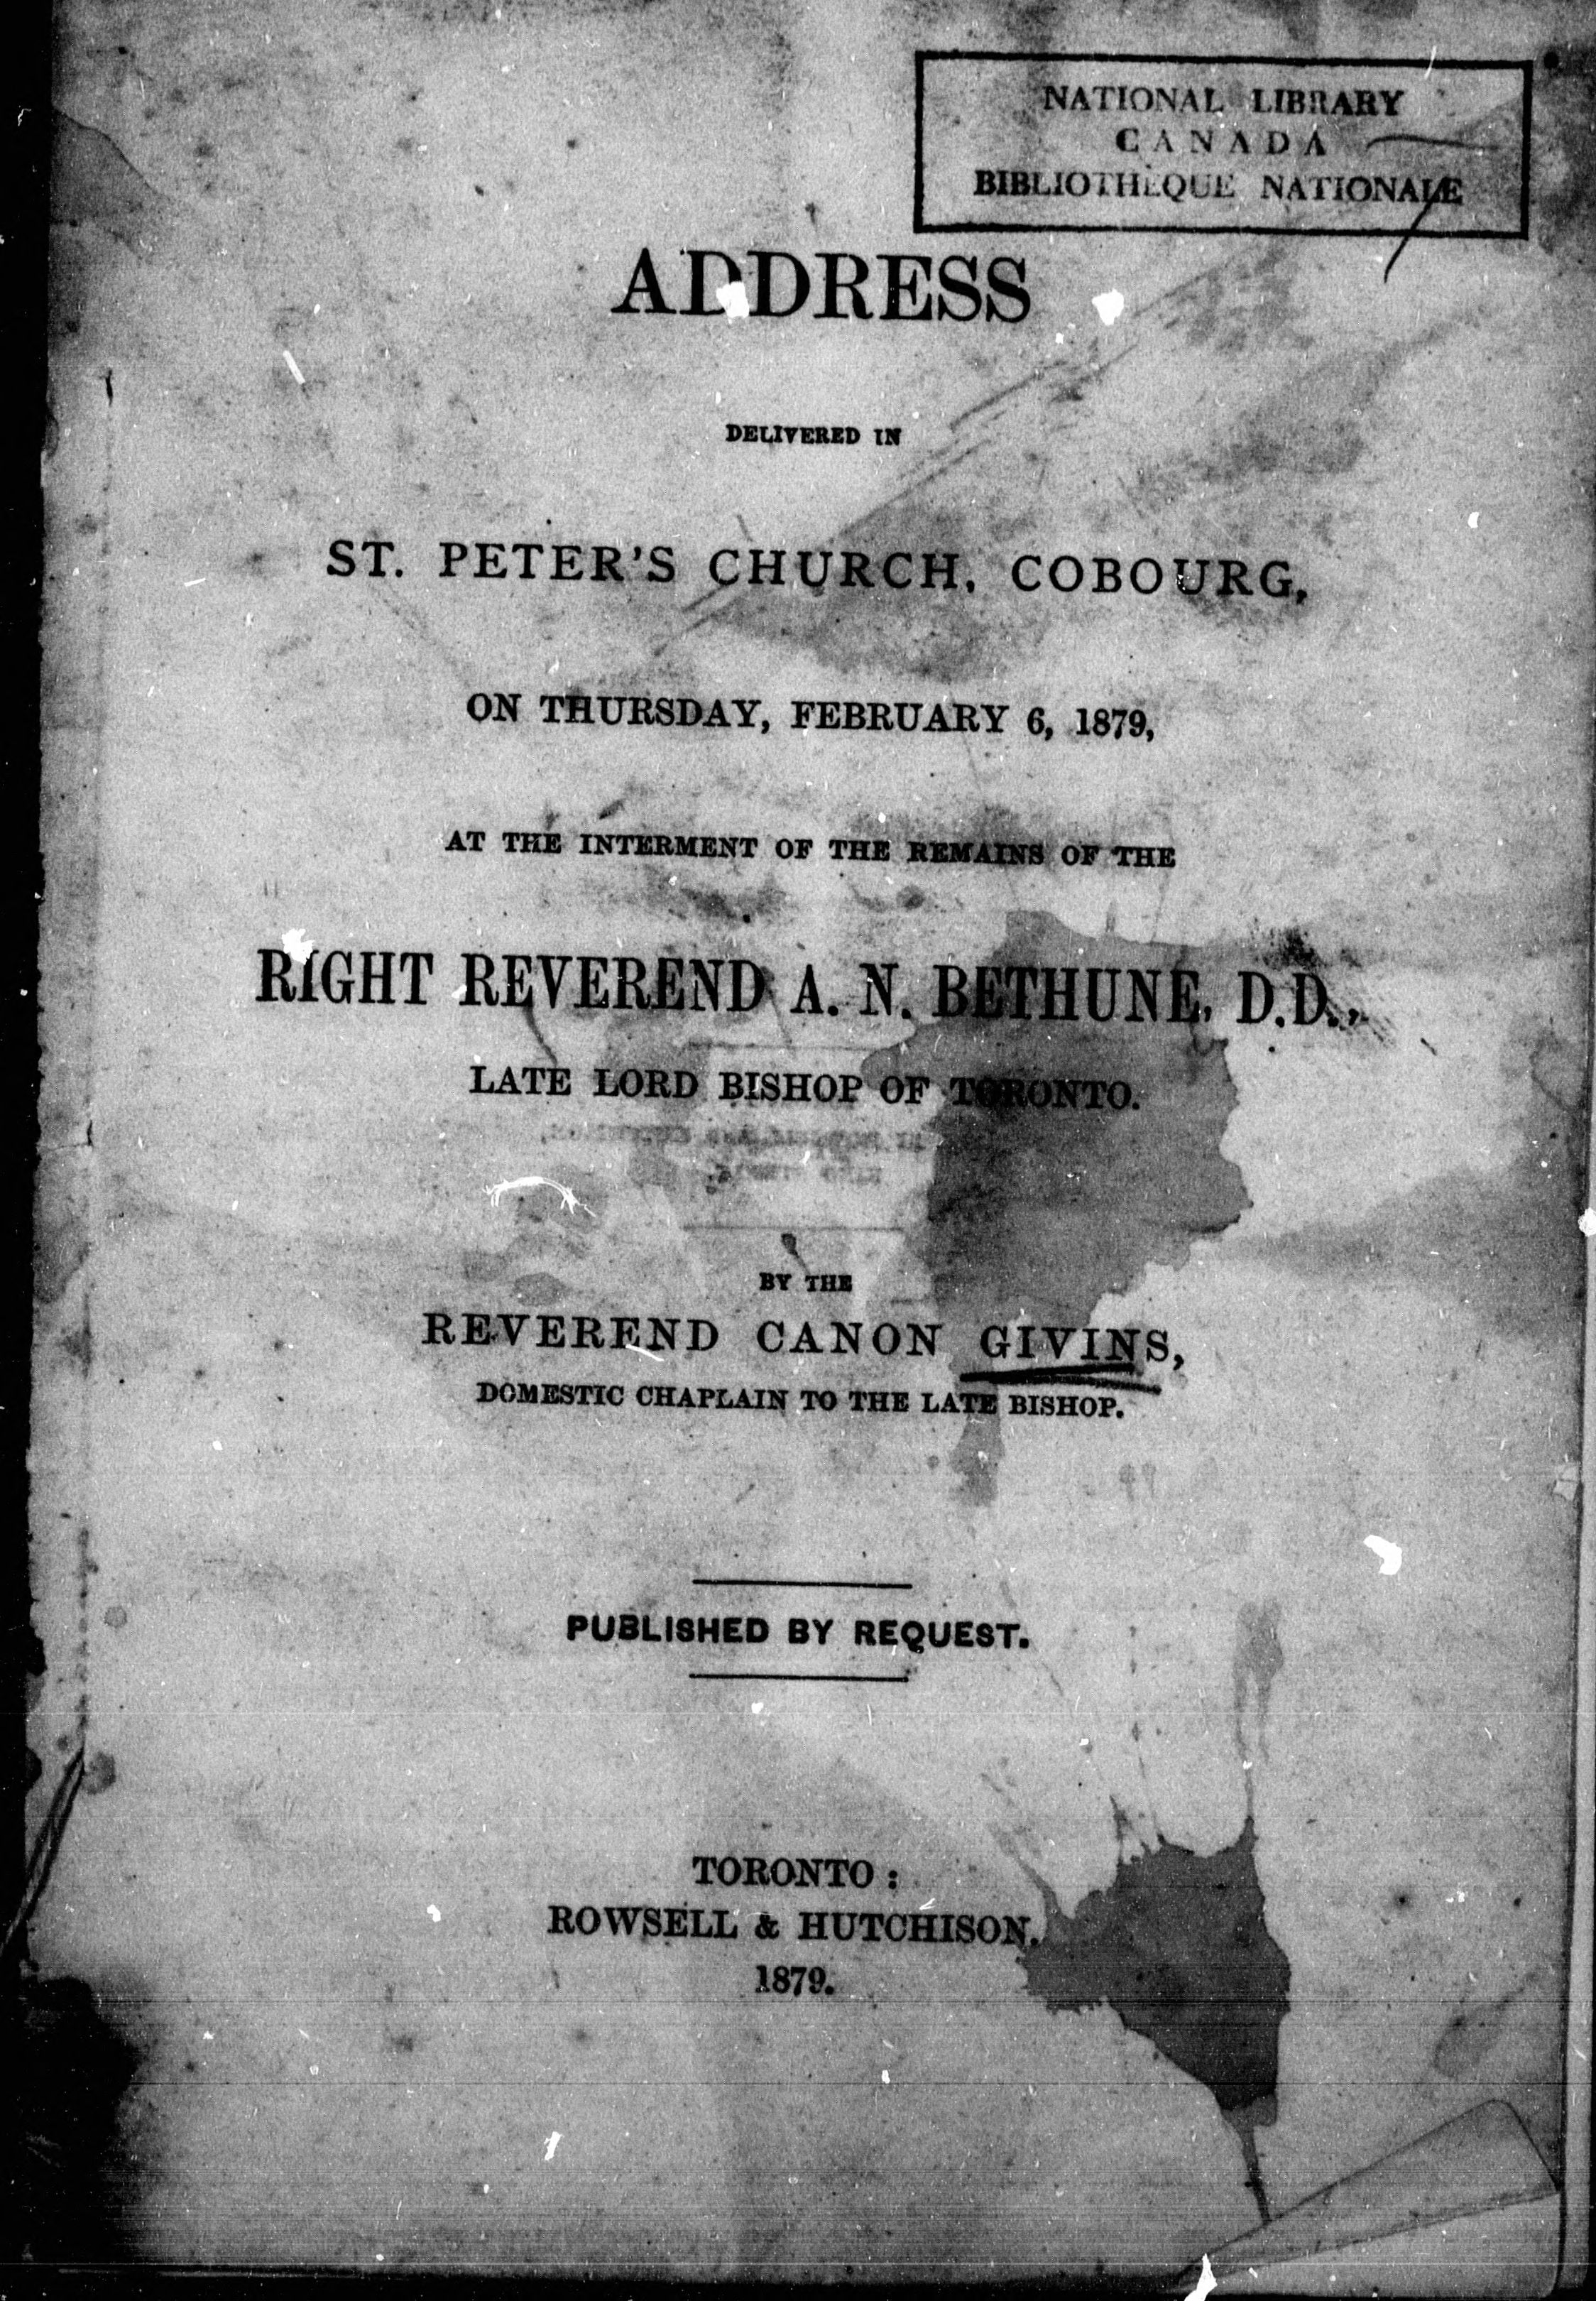 NATIONAL LIBRARY
CANADA
BIBLIOTHÈQUE NATIONALE
ADDRESS
DELIVERED IN
ST. PETER'S CHURCH, COBOURG,
ON THURSDAY, FEBRUARY 6, 1879,
AT THE INTERMENT OF THE REMAINS OF THE
RIGHT REVEREND A. N. BETHUNE, D.D.,
LATE LORD BISHOP OF TORONTO.
BY THE
REVEREND CANON GIVINS,
DOMESTIC CHAPLAIN TO THE LATE BISHOP.
PUBLISHED BY REQUEST.
TORONTO:
ROWSELL & HUTCHISON.
1879.